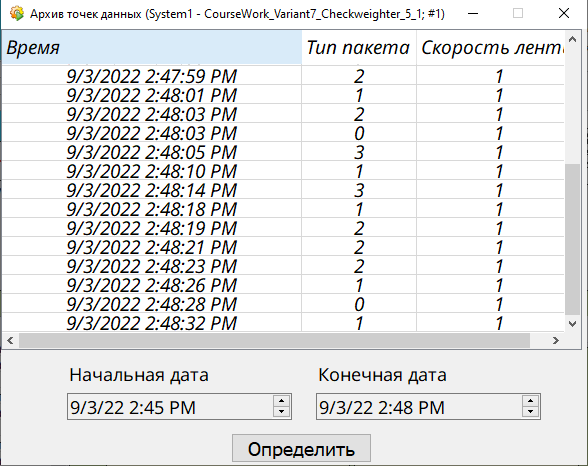 Архив точек данных (System1 - CourseWork_Variant7_Checkweighter_5_1; #1)
Время Тип пакета Скорость ленты
9/3/2022 2:47:59 PM 2 1
9/3/2022 2:48:01 PM 1 1
9/3/2022 2:48:03 PM 2 1
9/3/2022 2:48:03 PM 0 1
9/3/2022 2:48:05 PM 3 1
9/3/2022 2:48:10 PM 1 1
9/3/2022 2:48:14 PM 3 1
9/3/2022 2:48:18 PM 1 1
9/3/2022 2:48:19 PM 2 1
9/3/2022 2:48:21 PM 2 1
9/3/2022 2:48:23 PM 2 1
9/3/2022 2:48:26 PM 1 1
9/3/2022 2:48:28 PM 0 1
9/3/2022 2:48:32 PM 1 1
Начальная дата Конечная дата
9/3/22 2:45 PM 9/3/22 2:48 PM
Определить